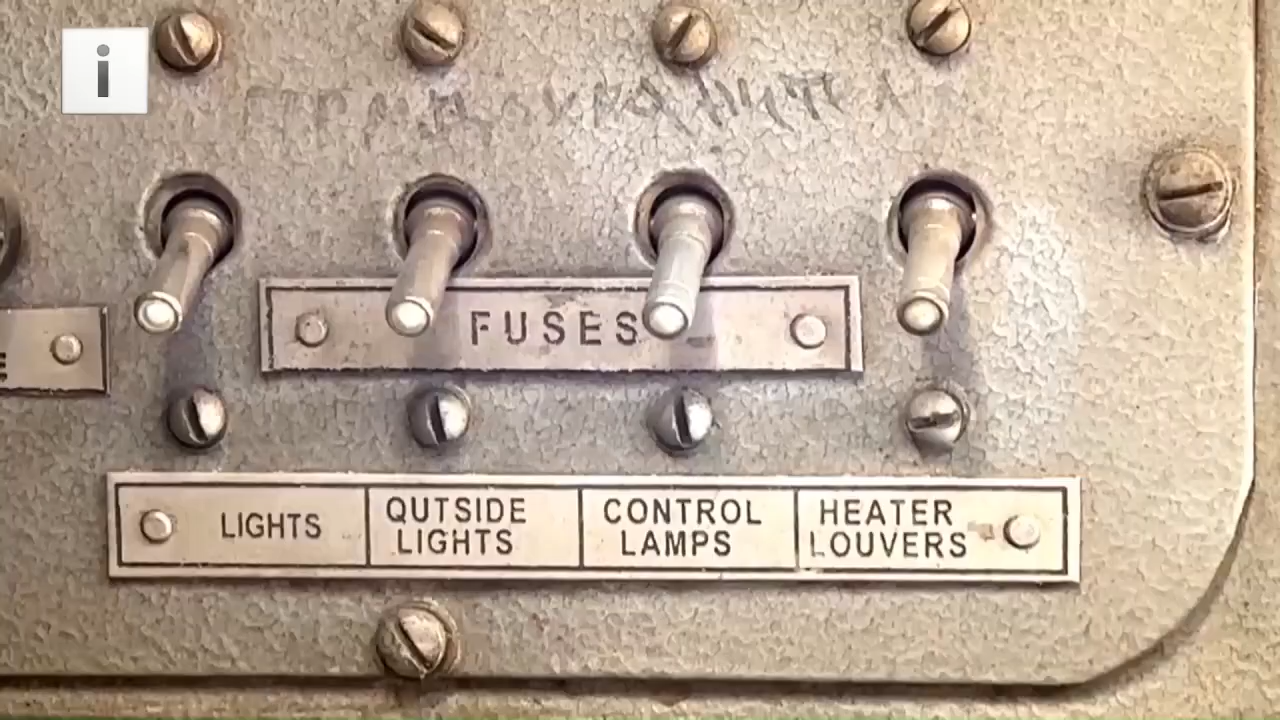 i
FUSES
E
LIGHTS
QUTSIDE
LIGHTS
CONTROL
LAMPS
HEATER
LOUVERS